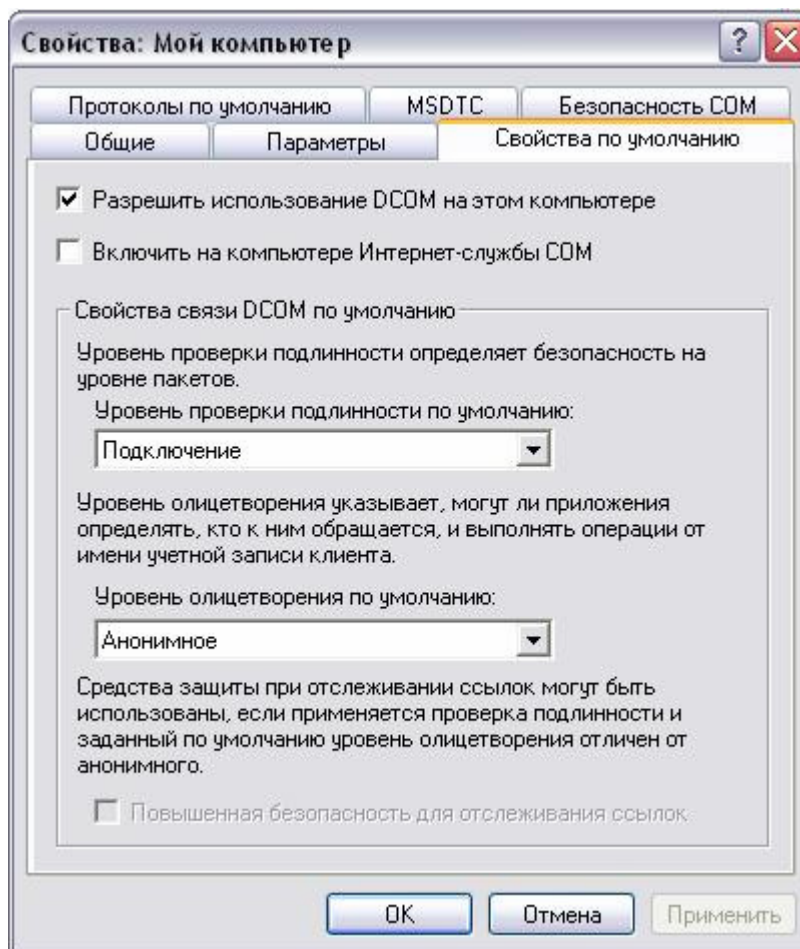 Свойства: Мой компьютер
Протоколы по умолчанию
MSDTC
Безопасность COM
Общие
Параметры
Свойства по умолчанию
Разрешить использование DCOM на этом компьютере
Включить на компьютере Интернет-службы COM
Свойства связи DCOM по умолчанию
Уровень проверки подлинности определяет безопасность на
уровне пакетов.
Уровень проверки подлинности по умолчанию:
Подключение
Уровень олицетворения указывает, могут ли приложения
определять, кто к ним обращается, и выполнять операции от
имени учетной записи клиента.
Уровень олицетворения по умолчанию:
Анонимное
Средства защиты при отслеживании ссылок могут быть
использованы, если применяется проверка подлинности и
заданный по умолчанию уровень олицетворения отличен от
анонимного.
Повышенная безопасность для отслеживания ссылок
ОК
Отмена
Применить